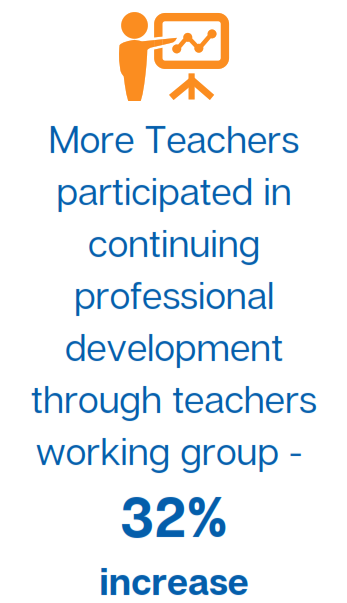 More Teachers
participated in
continuing
professional
development
through teachers
working group -
32%
increase